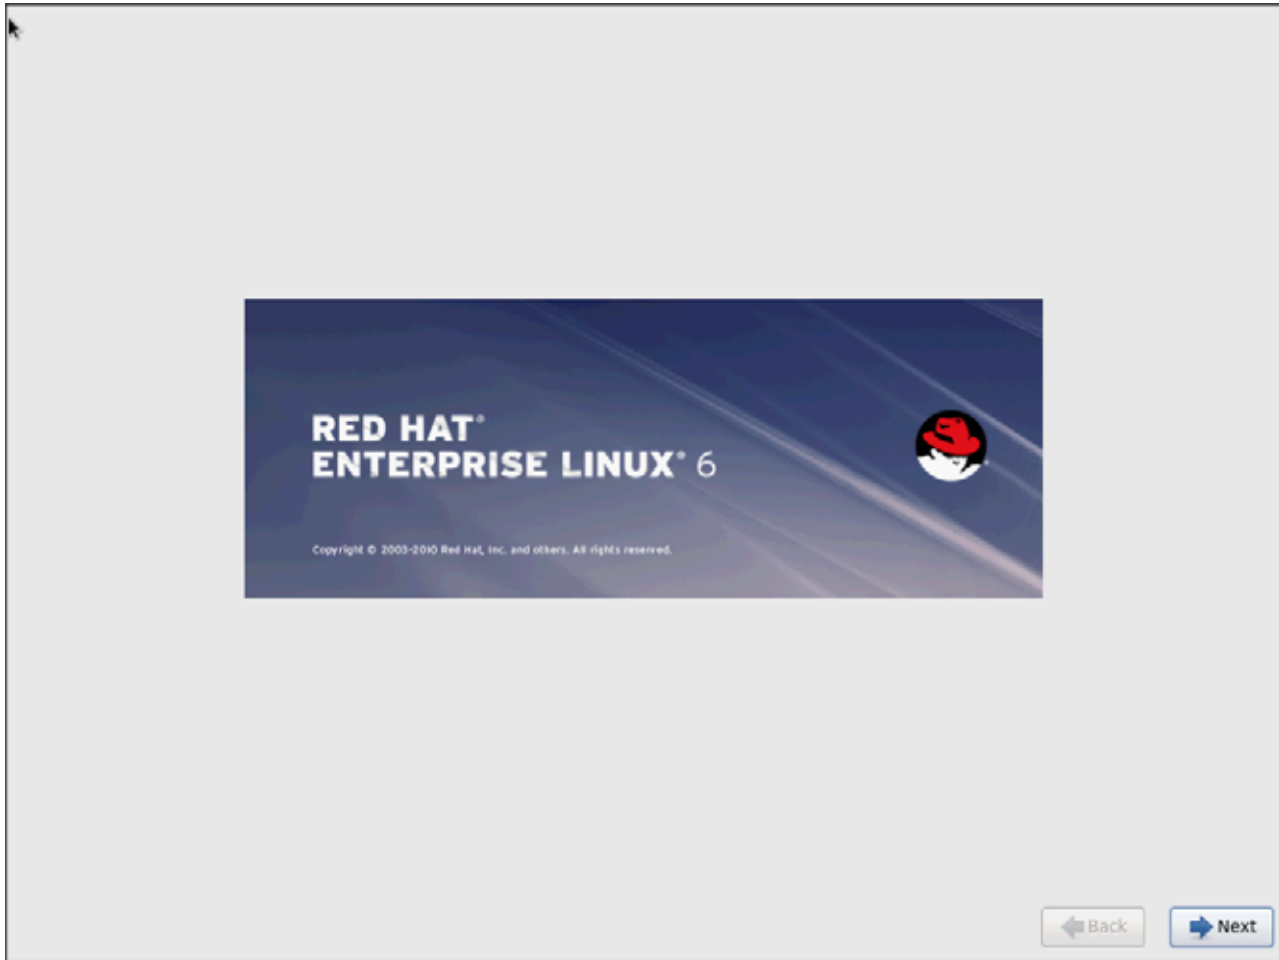 RED HAT®
ENTERPRISE LINUX® 6
Copyright © 2003-2010 Red Hat, Inc. and others. All rights reserved.
Back
Next